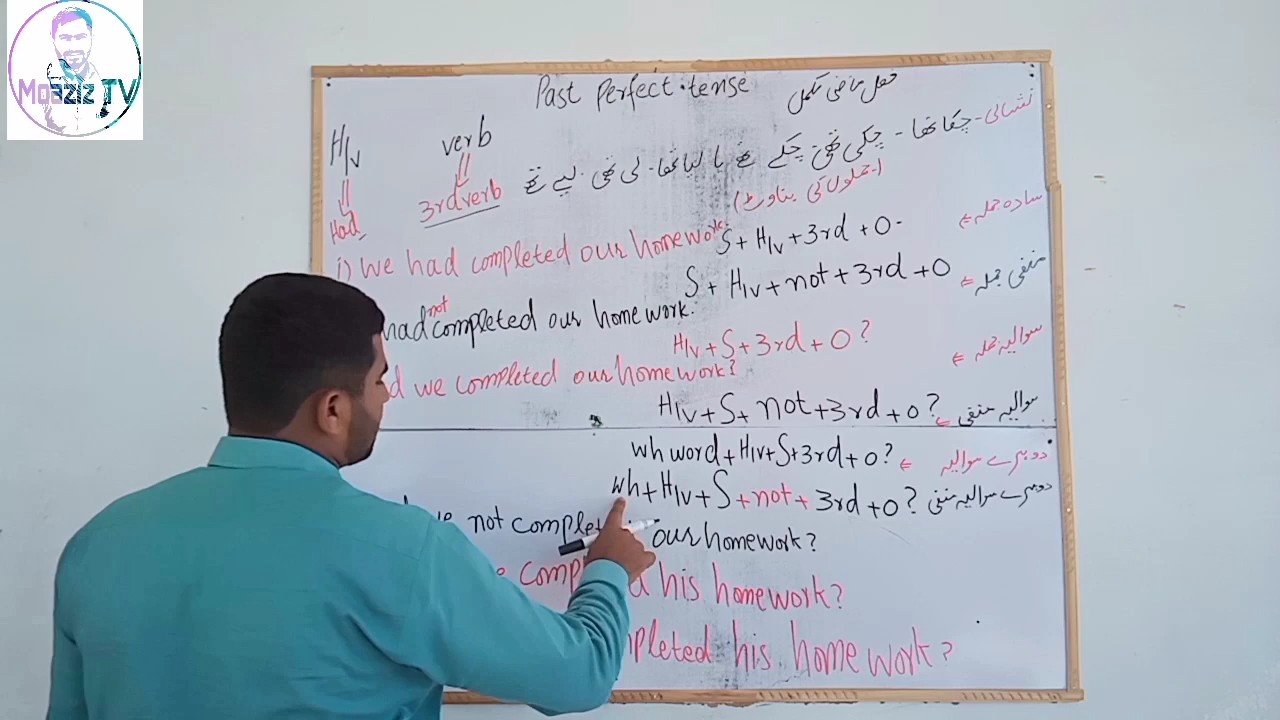 Moaziz TV
Past Perfect tense فعل ماضی مکمل
H/v verb
Had 3rd verb
نشانی - چکا تھا - چکی تھی - چکے تھے یا لیا تھا - لی تھی - لیے تھے
(جملوں کی بناوٹ)
سادہ جملہ S + H/v + 3rd + O
i) we had completed our homework.
منفی جملہ S + H/v + not + 3rd + O
had not completed our homework.
سوالیہ جملہ H/v + S + 3rd + O ?
we completed our homework?
سوالیہ منفی H/v + S + not + 3rd + O ?
دوسرے سوالیہ wh word + H/v + S + 3rd + O ?
دوسرے سوالیہ منفی wh + H/v + S + not + 3rd + O ?
not our homework?
his homework?
his homework?